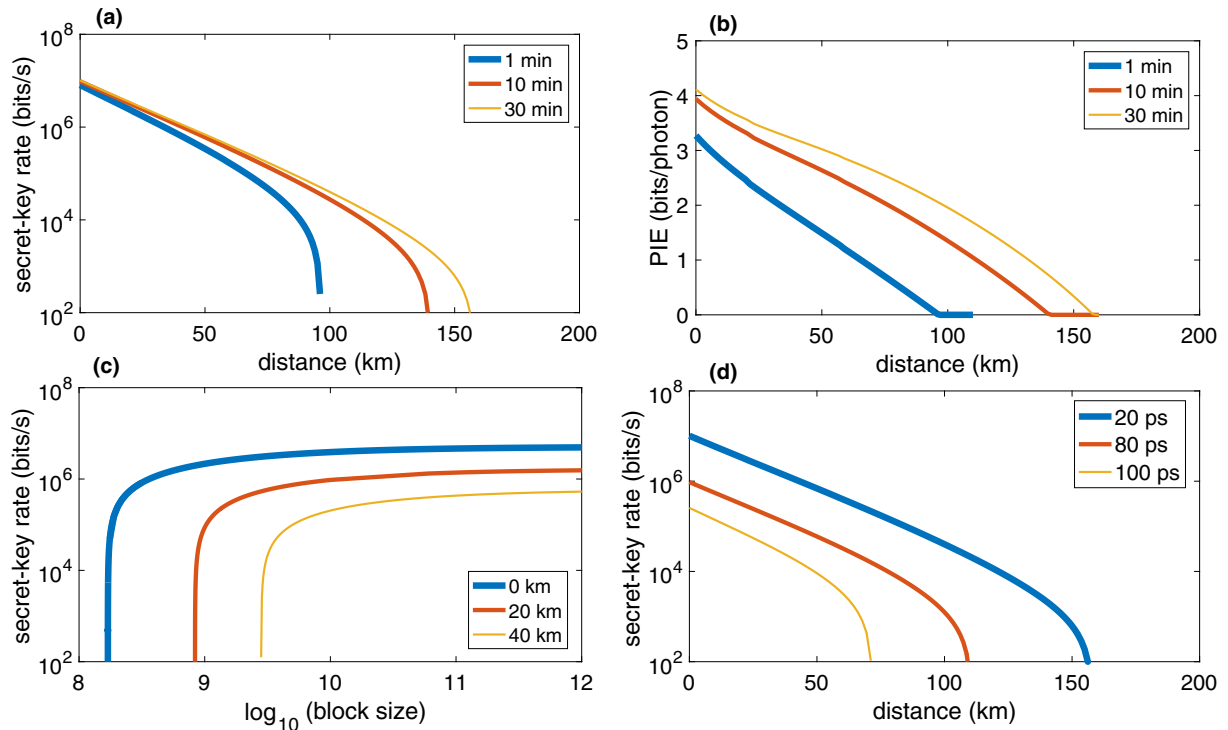 (a)
10^8
10^6
10^4
10^2
secret-key rate (bits/s)
1 min
10 min
30 min
0 50 100 150 200
distance (km)
(b)
5
4
3
2
1
0
PIE (bits/photon)
1 min
10 min
30 min
0 50 100 150 200
distance (km)
(c)
10^8
10^6
10^4
10^2
secret-key rate (bits/s)
0 km
20 km
40 km
8 9 10 11 12
log_10 (block size)
(d)
10^8
10^6
10^4
10^2
secret-key rate (bits/s)
20 ps
80 ps
100 ps
0 50 100 150 200
distance (km)